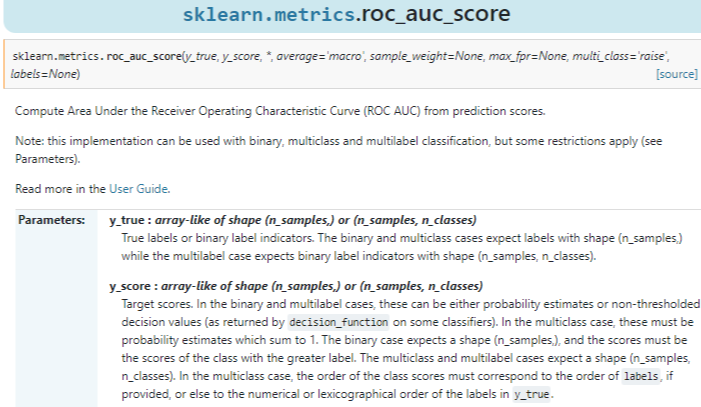 sklearn.metrics.roc_auc_score
sklearn.metrics.roc_auc_score(y_true, y_score, *, average='macro', sample_weight=None, max_fpr=None, multi_class='raise',
labels=None) [source]
Compute Area Under the Receiver Operating Characteristic Curve (ROC AUC) from prediction scores.
Note: this implementation can be used with binary, multiclass and multilabel classification, but some restrictions apply (see
Parameters).
Read more in the User Guide.
Parameters: y_true : array-like of shape (n_samples,) or (n_samples, n_classes)
True labels or binary label indicators. The binary and multiclass cases expect labels with shape (n_samples,)
while the multilabel case expects binary label indicators with shape (n_samples, n_classes).
y_score : array-like of shape (n_samples,) or (n_samples, n_classes)
Target scores. In the binary and multilabel cases, these can be either probability estimates or non-thresholded
decision values (as returned by decision_function on some classifiers). In the multiclass case, these must be
probability estimates which sum to 1. The binary case expects a shape (n_samples,), and the scores must be
the scores of the class with the greater label. The multiclass and multilabel cases expect a shape (n_samples,
n_classes). In the multiclass case, the order of the class scores must correspond to the order of labels, if
provided, or else to the numerical or lexicographical order of the labels in y_true.